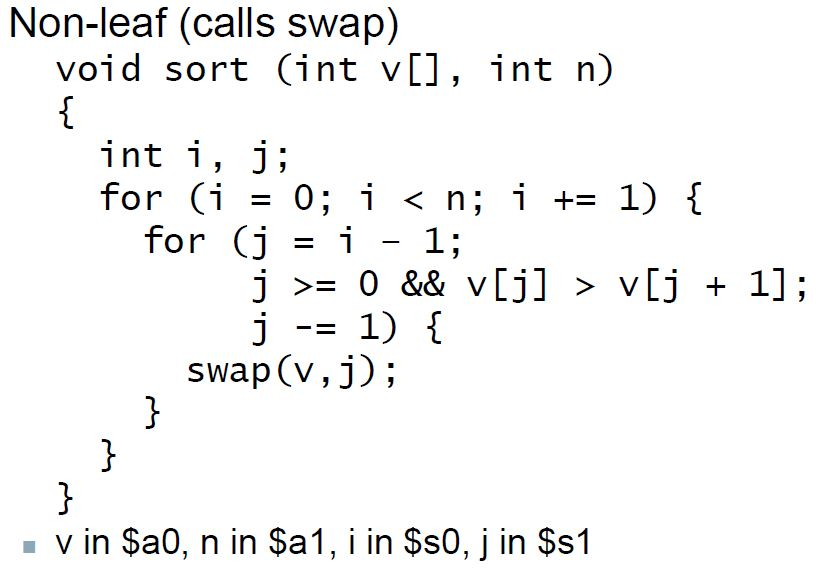 Non-leaf (calls swap)
void sort (int v[], int n)
{
int i, j;
for (i = 0; i < n; i += 1) {
for (j = i – 1;
j >= 0 && v[j] > v[j + 1];
j -= 1) {
swap(v,j);
}
}
}
v in $a0, n in $a1, i in $s0, j in $s1